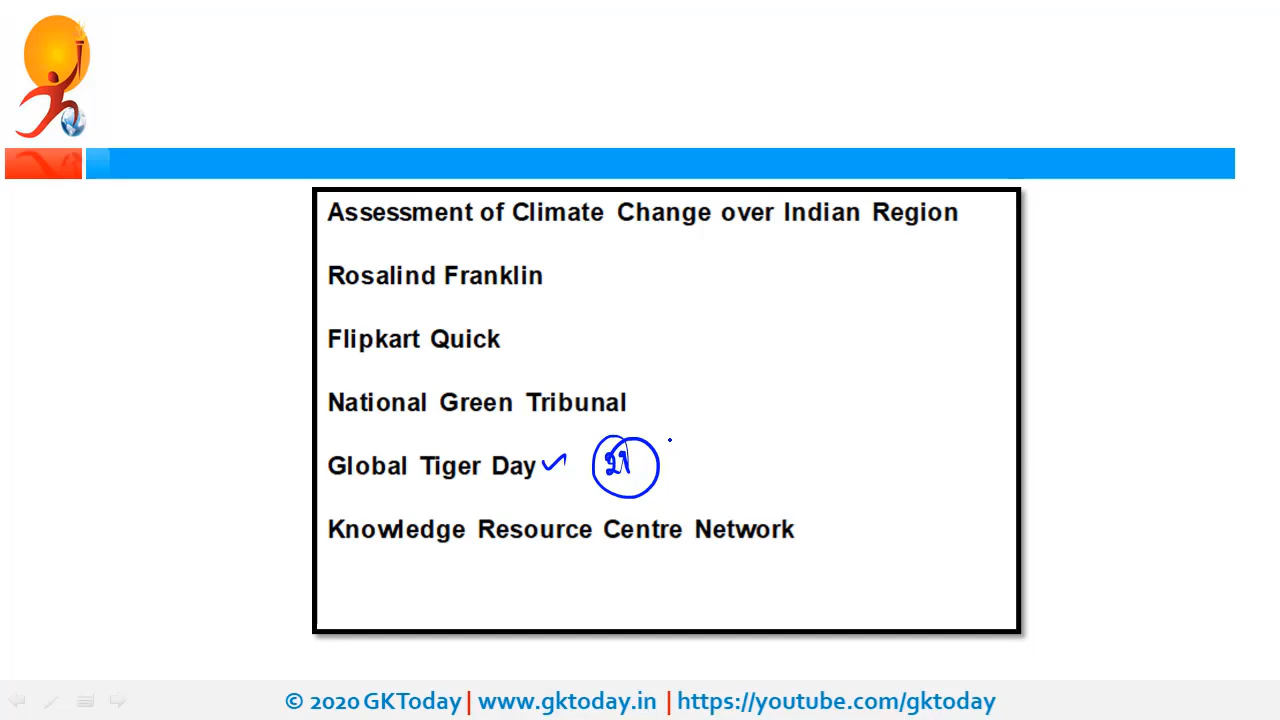 Assessment of Climate Change over Indian Region
Rosalind Franklin
Flipkart Quick
National Green Tribunal
Global Tiger Day 29
Knowledge Resource Centre Network
© 2020 GKToday | www.gktoday.in | https://youtube.com/gktoday